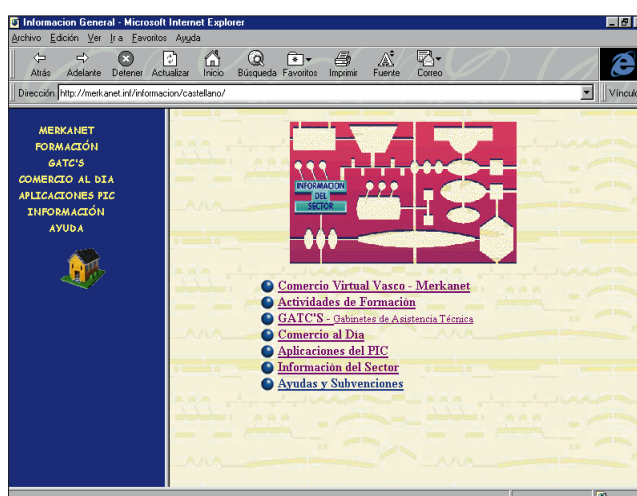 Informacion General - Microsoft Internet Explorer
Archivo Edición Ver Ir a Favoritos Ayuda
Atrás Adelante Detener Actualizar Inicio Búsqueda Favoritos Imprimir Fuente Correo
Dirección http://merkanet.inf/informacion/castellano/ Vínculo
MERKANET
FORMACIÓN
GATC'S
COMERCIO AL DIA
APLICACIONES PIC
INFORMACIÓN
AYUDA
INFORMACION
DEL
SECTOR
Comercio Virtual Vasco - Merkanet
Actividades de Formación
GATC'S - Gabinetes de Asistencia Técnica
Comercio al Día
Aplicaciones del PIC
Información del Sector
Ayudas y Subvenciones